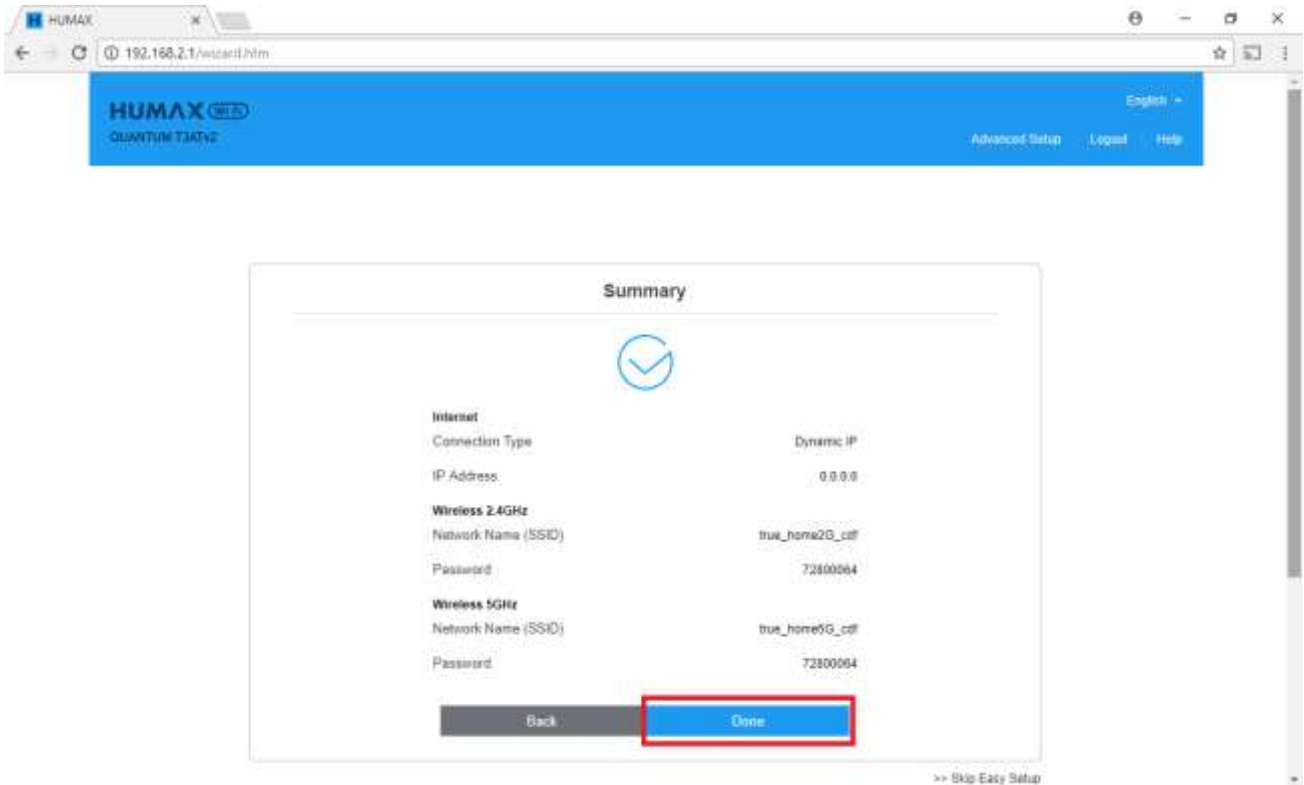 HUMAX
192.168.2.1/wizard.htm
HUMAX Wi-Fi
English
QUANTUM T3ATv2
Advanced Setup Logout Help
Summary
Internet
Connection Type Dynamic IP
IP Address 0.0.0.0
Wireless 2.4GHz
Network Name (SSID) true_home2G_cdf
Password 72800064
Wireless 5GHz
Network Name (SSID) true_home5G_cdf
Password 72800064
Back Done
>> Skip Easy Setup